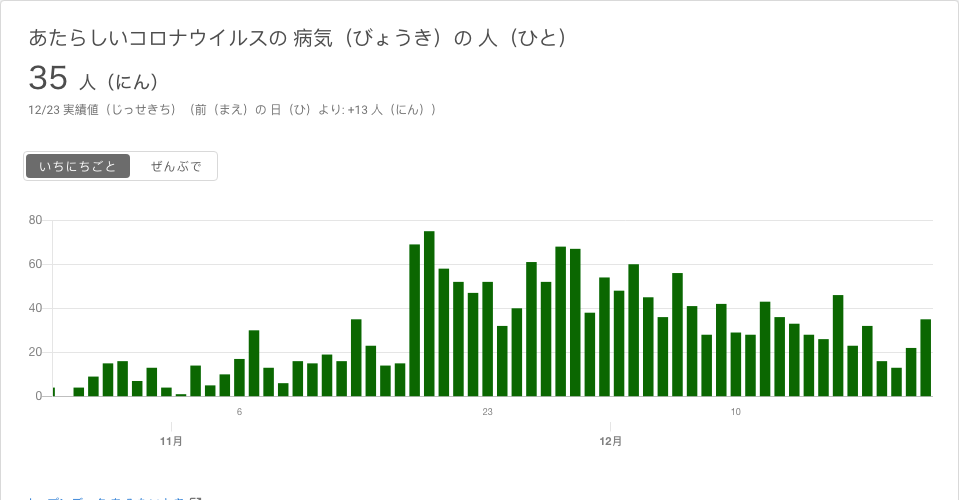 あたらしいコロナウイルスの 病気（びょうき）の 人（ひと）
35 人（にん）
12/23 実績値（じっせきち）（前（まえ）の 日（ひ）より: +13 人（にん））
いちにちごと ぜんぶで
80
60
40
20
0
6 23 10
11月 12月